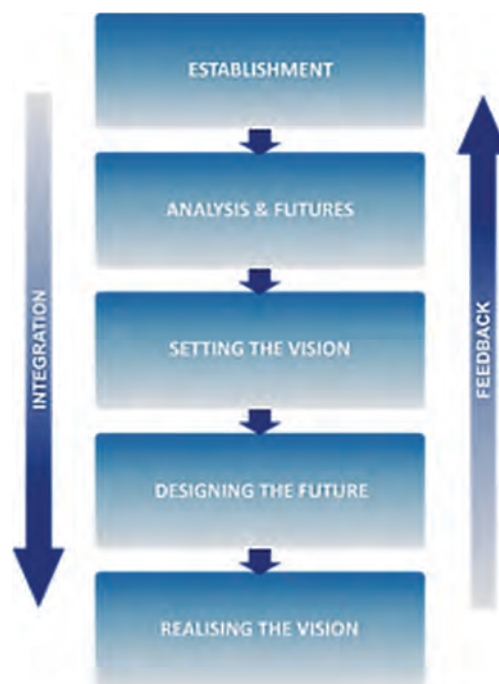 ESTABLISHMENT
ANALYSIS & FUTURES
SETTING THE VISION
DESIGNING THE FUTURE
REALISING THE VISION
INTEGRATION
FEEDBACK